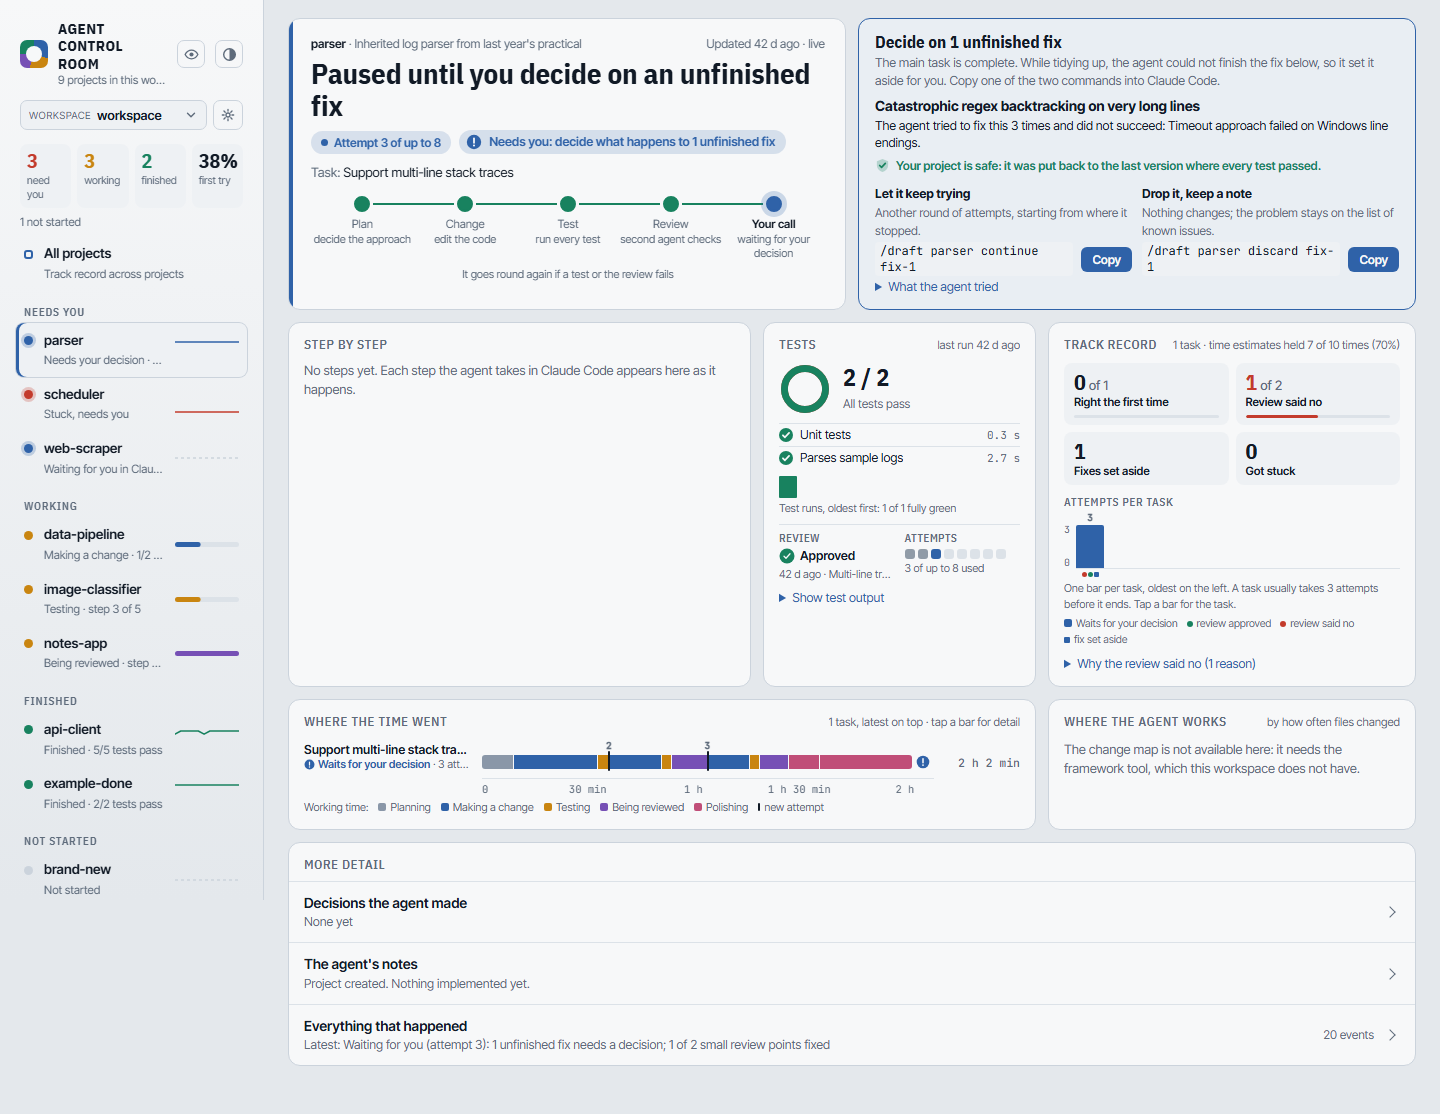 AGENT
CONTROL
ROOM
9 projects in this wo...
WORKSPACE workspace
3 need you
3 working
2 finished
38% first try
1 not started
All projects
Track record across projects
NEEDS YOU
parser
Needs your decision · ...
scheduler
Stuck, needs you
web-scraper
Waiting for you in Clau...
WORKING
data-pipeline
Making a change · 1/2 ...
image-classifier
Testing · step 3 of 5
notes-app
Being reviewed · step ...
FINISHED
api-client
Finished · 5/5 tests pass
example-done
Finished · 2/2 tests pass
NOT STARTED
brand-new
Not started
parser · Inherited log parser from last year's practical
Updated 42 d ago · live
Paused until you decide on an unfinished
fix
Attempt 3 of up to 8
Needs you: decide what happens to 1 unfinished fix
Task: Support multi-line stack traces
Plan
decide the approach
Change
edit the code
Test
run every test
Review
second agent checks
Your call
waiting for your
decision
It goes round again if a test or the review fails
Decide on 1 unfinished fix
The main task is complete. While tidying up, the agent could not finish the fix below, so it set it
aside for you. Copy one of the two commands into Claude Code.
Catastrophic regex backtracking on very long lines
The agent tried to fix this 3 times and did not succeed: Timeout approach failed on Windows line
endings.
Your project is safe: it was put back to the last version where every test passed.
Let it keep trying
Another round of attempts, starting from where it
stopped.
/draft parser continue
fix-1
Copy
Drop it, keep a note
Nothing changes; the problem stays on the list of
known issues.
/draft parser discard fix-
1
Copy
What the agent tried
STEP BY STEP
No steps yet. Each step the agent takes in Claude Code appears here as it
happens.
TESTS
last run 42 d ago
2 / 2
All tests pass
Unit tests 0.3 s
Parses sample logs 2.7 s
Test runs, oldest first: 1 of 1 fully green
REVIEW
Approved
42 d ago · Multi-line tr...
ATTEMPTS
3 of up to 8 used
Show test output
TRACK RECORD
1 task · time estimates held 7 of 10 times (70%)
0 of 1
Right the first time
1 of 2
Review said no
1
Fixes set aside
0
Got stuck
ATTEMPTS PER TASK
3
3
0
One bar per task, oldest on the left. A task usually takes 3 attempts
before it ends. Tap a bar for the task.
Waits for your decision review approved review said no
fix set aside
Why the review said no (1 reason)
WHERE THE TIME WENT
1 task, latest on top · tap a bar for detail
Support multi-line stack tra...
Waits for your decision · 3 att...
2 3
2 h 2 min
0 30 min 1 h 1 h 30 min 2 h
Working time: Planning Making a change Testing Being reviewed Polishing new attempt
WHERE THE AGENT WORKS
by how often files changed
The change map is not available here: it needs the
framework tool, which this workspace does not have.
MORE DETAIL
Decisions the agent made
None yet
The agent's notes
Project created. Nothing implemented yet.
Everything that happened
Latest: Waiting for you (attempt 3): 1 unfinished fix needs a decision; 1 of 2 small review points fixed
20 events